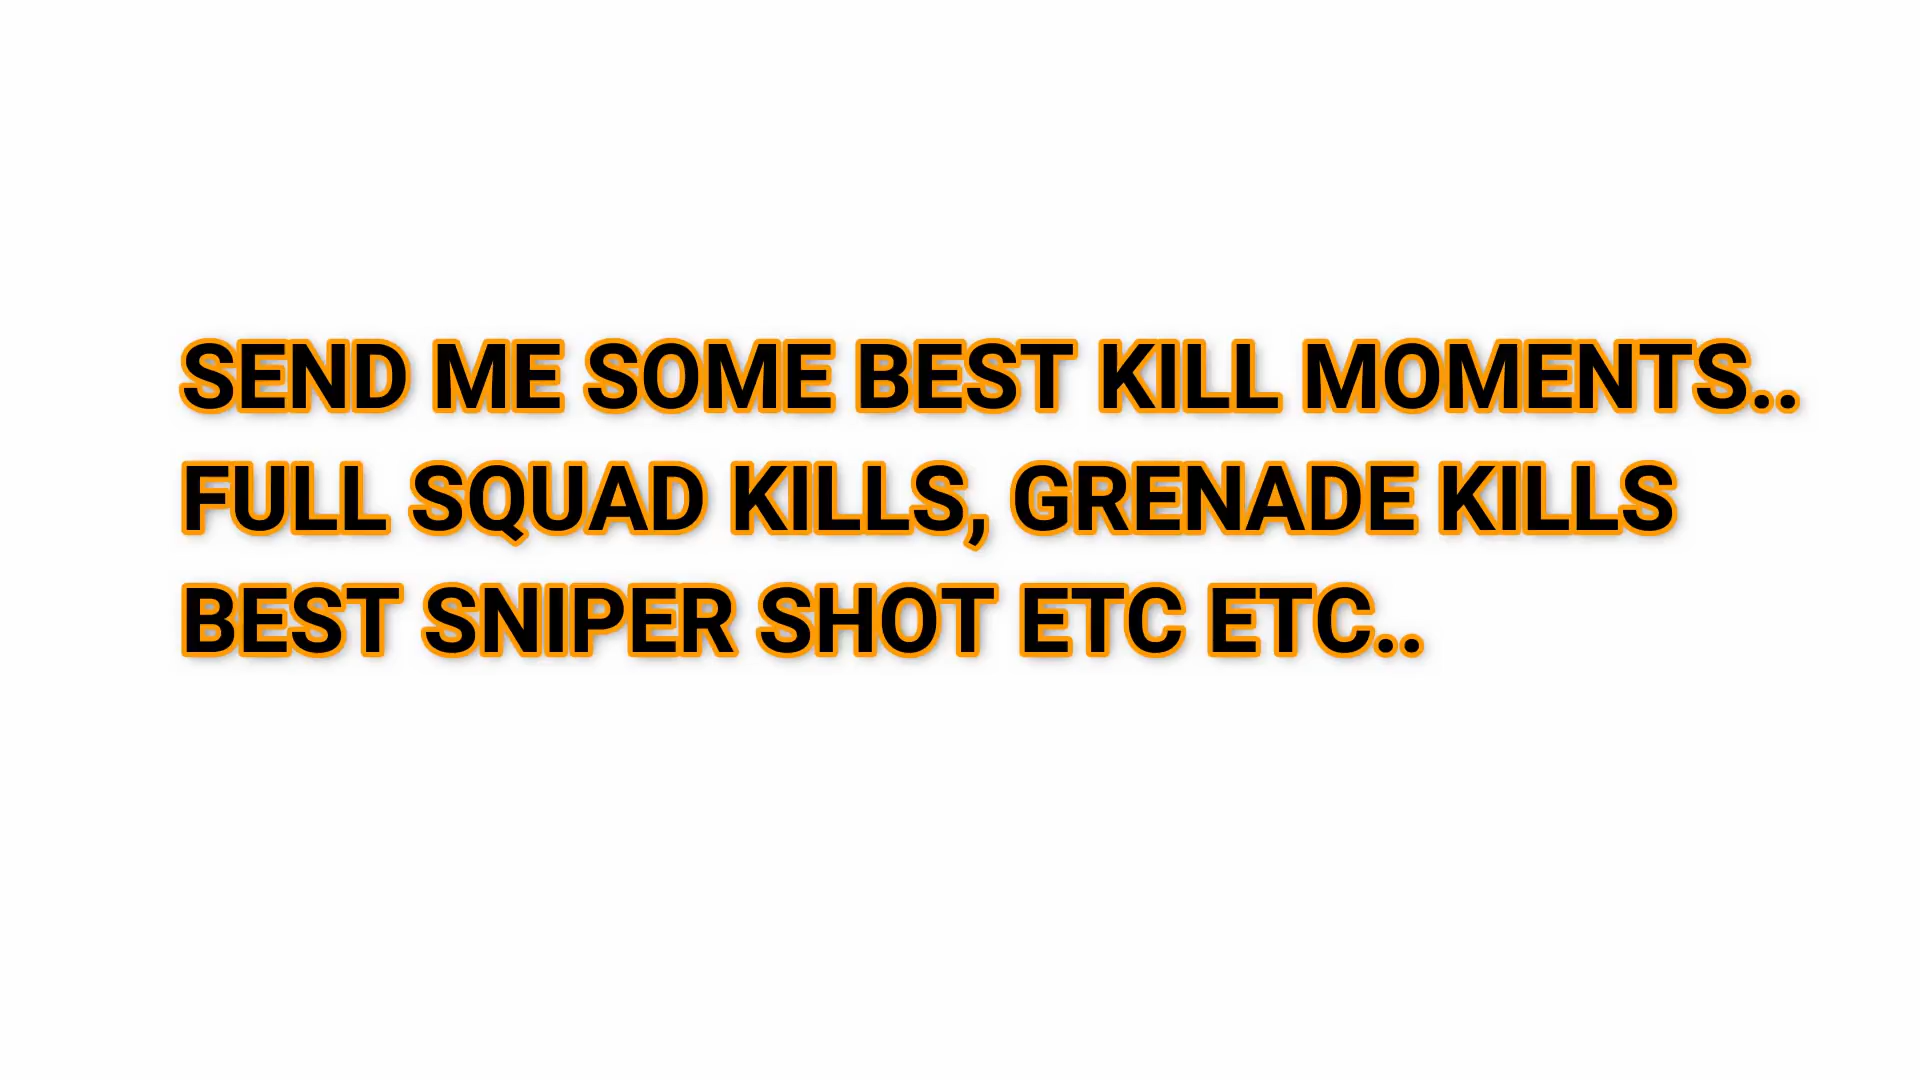 SEND ME SOME BEST KILL MOMENTS..
FULL SQUAD KILLS, GRENADE KILLS
BEST SNIPER SHOT ETC ETC..